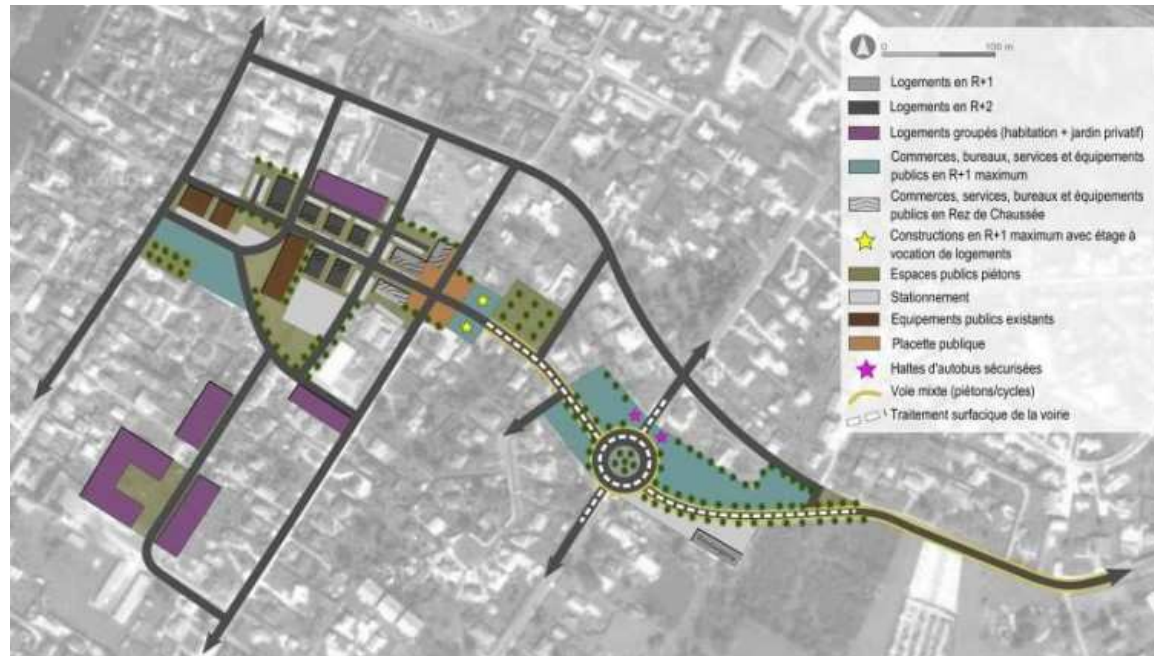 0 100 m
Logements en R+1
Logements en R+2
Logements groupés (habitation + jardin privatif)
Commerces, bureaux, services et équipements
publics en R+1 maximum
Commerces, services, bureaux et équipements
publics en Rez de Chaussée
Constructions en R+1 maximum avec étage à
vocation de logements
Espaces publics piétons
Stationnement
Equipements publics existants
Placette publique
Haltes d'autobus sécurisées
Voie mixte (piétons/cycles)
Traitement surfacique de la voirie